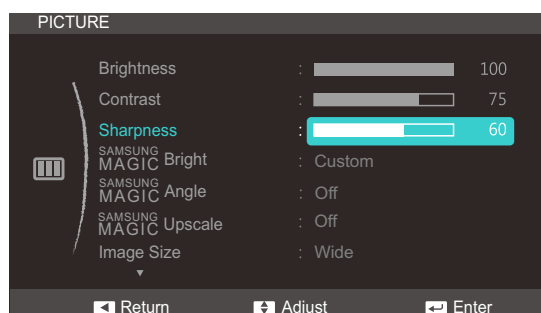 PICTURE
Brightness : 100
Contrast : 75
Sharpness : 60
SAMSUNG MAGIC Bright : Custom
SAMSUNG MAGIC Angle : Off
SAMSUNG MAGIC Upscale : Off
Image Size : Wide
Return Adjust Enter